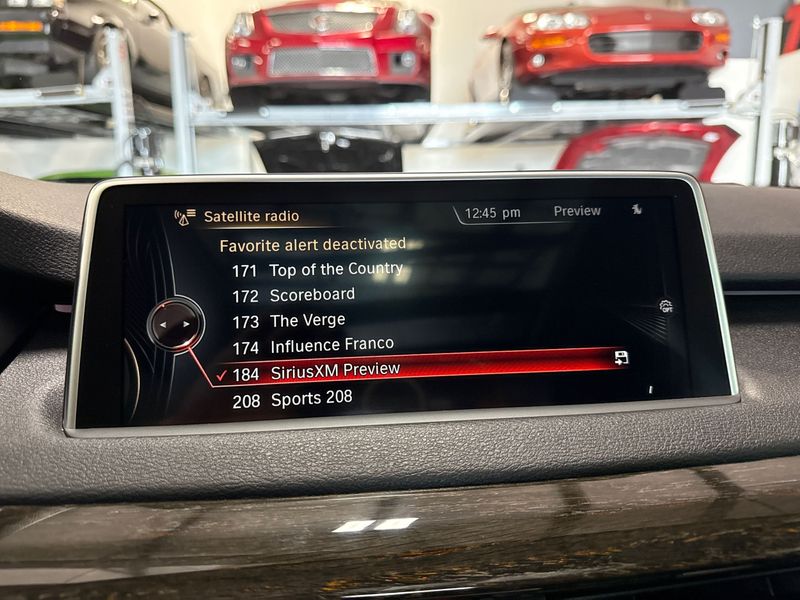 Satellite radio
12:45 pm
Preview
Favorite alert deactivated
171 Top of the Country
172 Scoreboard
173 The Verge
174 Influence Franco
184 SiriusXM Preview
208 Sports 208
OPT